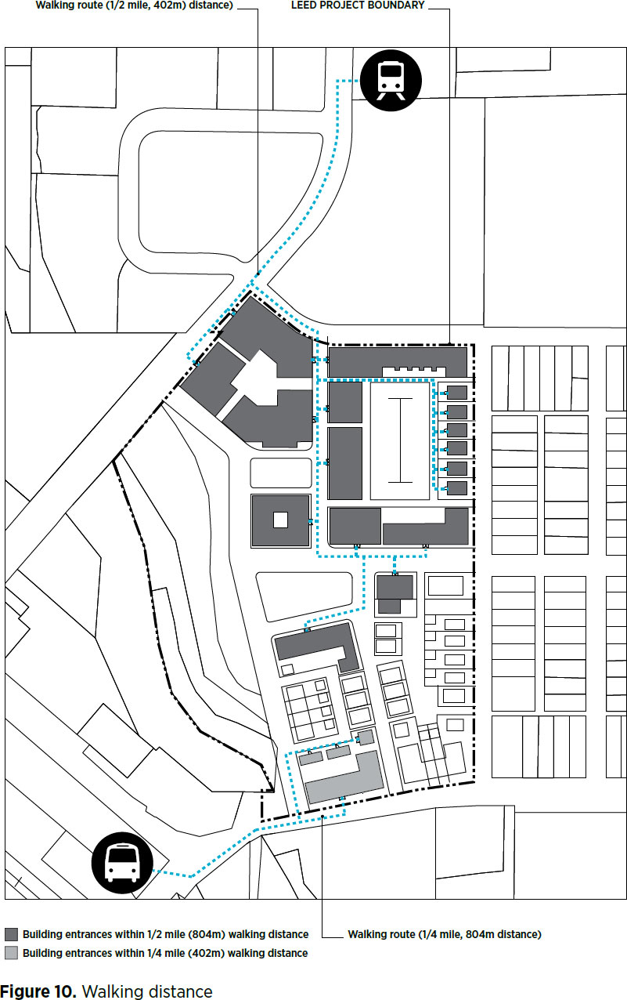 Walking route (1/2 mile, 402m) distance)
LEED PROJECT BOUNDARY
Building entrances within 1/2 mile (804m) walking distance
Walking route (1/4 mile, 804m distance)
Building entrances within 1/4 mile (402m) walking distance
Figure 10. Walking distance